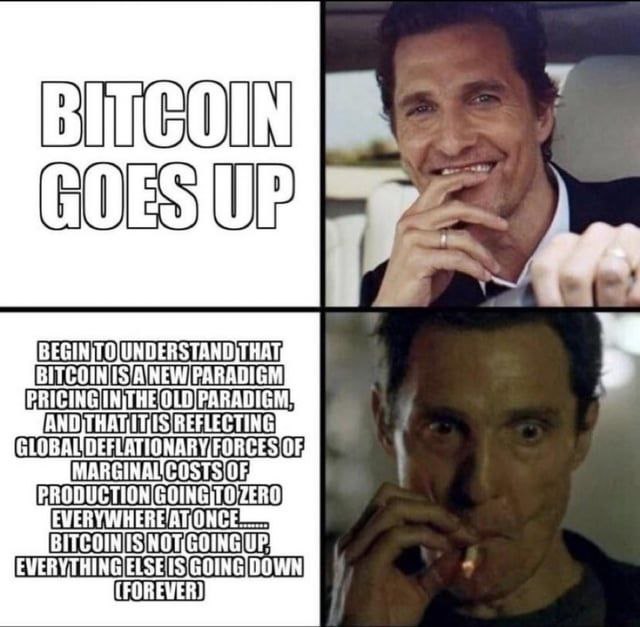 BITCOIN
GOES UP
BEGIN TO UNDERSTAND THAT
BITCOIN IS A NEW PARADIGM
PRICING IN THE OLD PARADIGM,
AND THAT IT IS REFLECTING
GLOBAL DEFLATIONARY FORCES OF
MARGINAL COSTS OF
PRODUCTION GOING TO ZERO
EVERYWHERE AT ONCE.......
BITCOIN IS NOT GOING UP,
EVERYTHING ELSE IS GOING DOWN
(FOREVER)